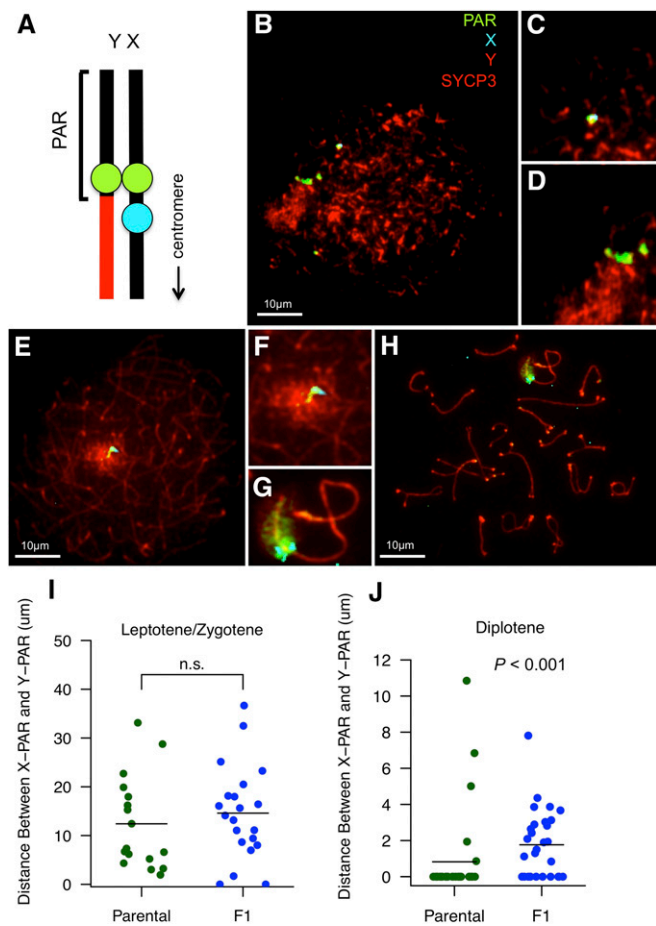 A
Y X
PAR
centromere
B
PAR
X
Y
SYCP3
10μm
C
D
E
10μm
F
G
H
10μm
I
Leptotene/Zygotene
n.s.
Distance Between X−PAR and Y−PAR (um)
50
40
30
20
10
0
Parental
F1
J
Diplotene
P < 0.001
Distance Between X−PAR and Y−PAR (um)
12
10
8
6
4
2
0
Parental
F1